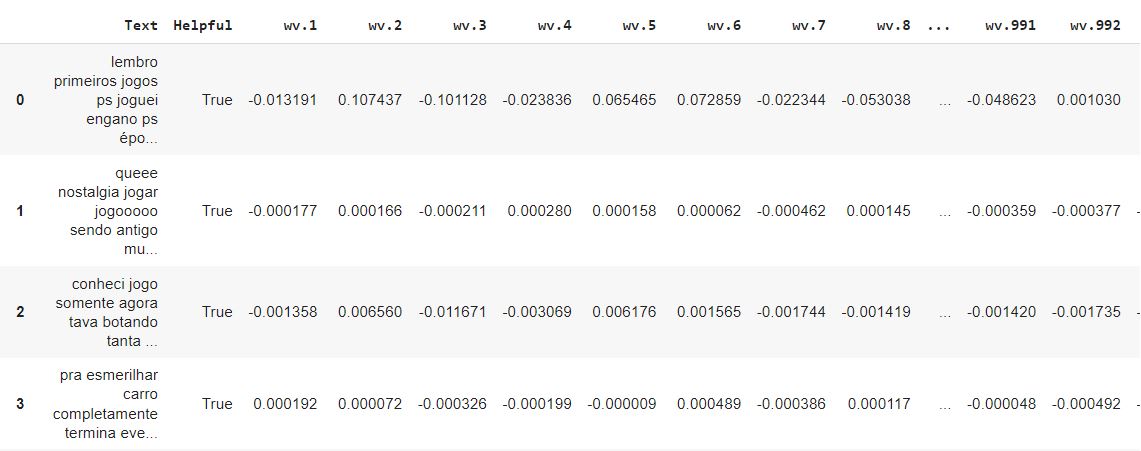 Text Helpful wv.1 wv.2 wv.3 wv.4 wv.5 wv.6 wv.7 wv.8 ... wv.991 wv.992
lembro
primeiros jogos
0 ps joguei True -0.013191 0.107437 -0.101128 -0.023836 0.065465 0.072859 -0.022344 -0.053038 ... -0.048623 0.001030
engano ps
épo...
queee
nostalgia jogar
1 jogooooo True -0.000177 0.000166 -0.000211 0.000280 0.000158 0.000062 -0.000462 0.000145 ... -0.000359 -0.000377
sendo antigo
mu...
conheci jogo
somente agora
2 tava botando True -0.001358 0.006560 -0.011671 -0.003069 0.006176 0.001565 -0.001744 -0.001419 ... -0.001420 -0.001735
tanta ...
pra esmerilhar
carro
3 completamente True 0.000192 0.000072 -0.000326 -0.000199 -0.000009 0.000489 -0.000386 0.000117 ... -0.000048 -0.000492
termina eve...